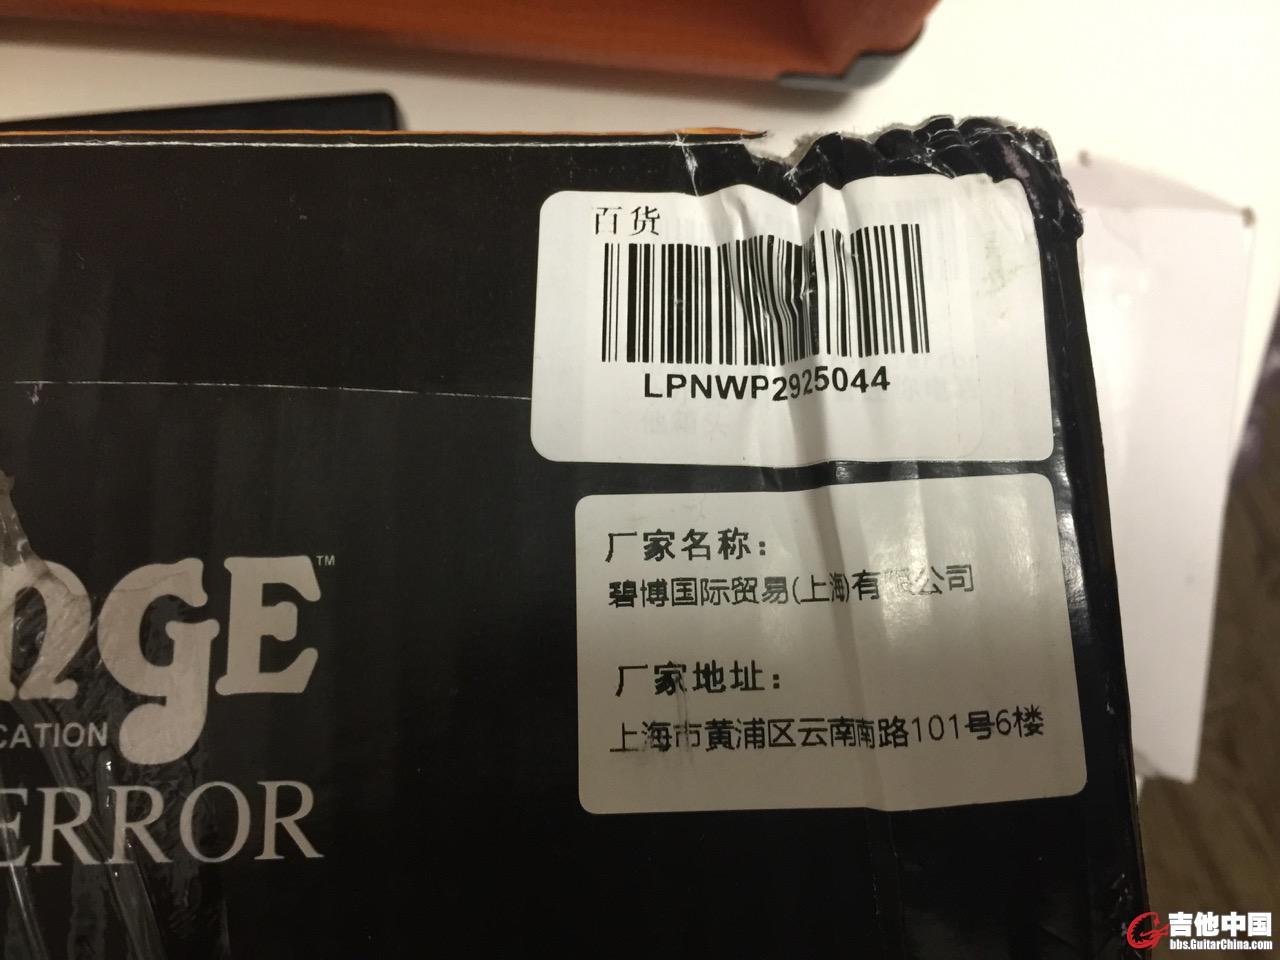 百货
LPNWP2925044
厂家名称：
碧博国际贸易(上海)有限公司
厂家地址：
上海市黄浦区云南南路101号6楼
NGE™
CATION
ERROR
吉他中国
bbs.GuitarChina.com